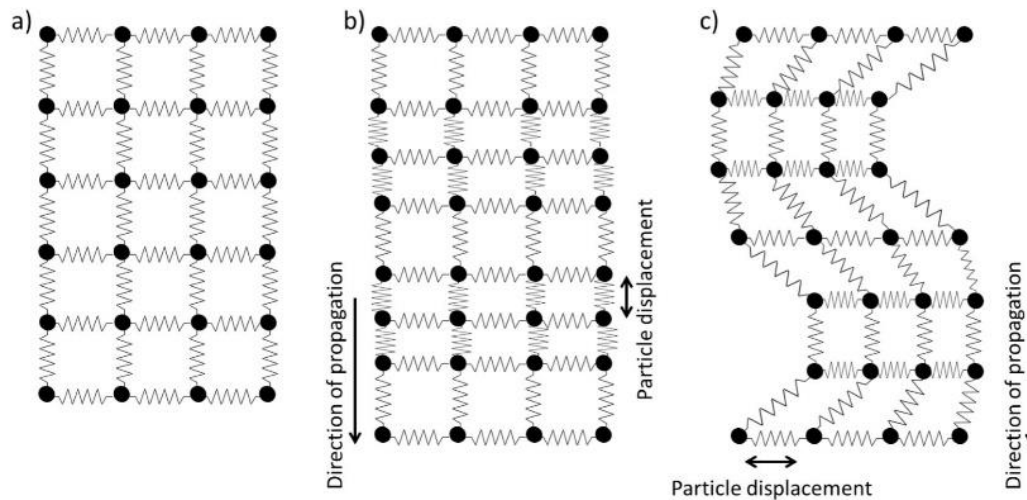 a)
b)
c)
Direction of propagation
Particle displacement
Particle displacement
Direction of propagation